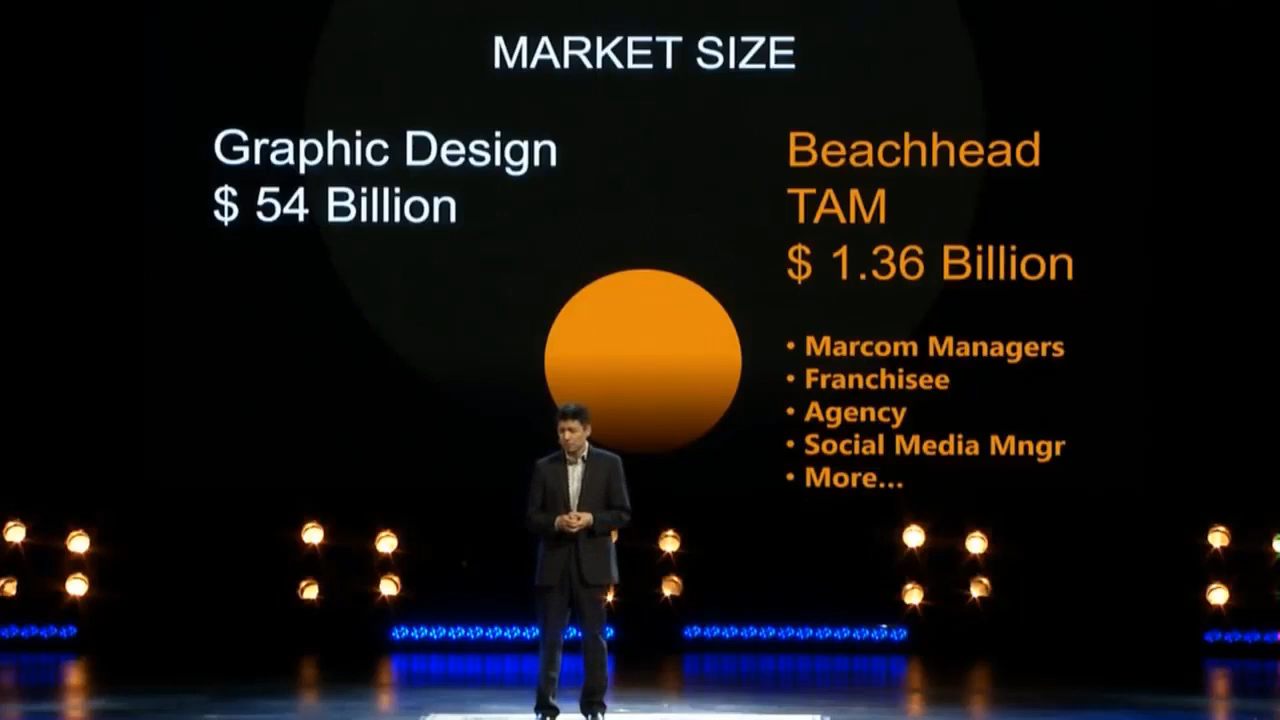 MARKET SIZE
Graphic Design
$ 54 Billion
Beachhead
TAM
$ 1.36 Billion
• Marcom Managers
• Franchisee
• Agency
• Social Media Mngr
• More...